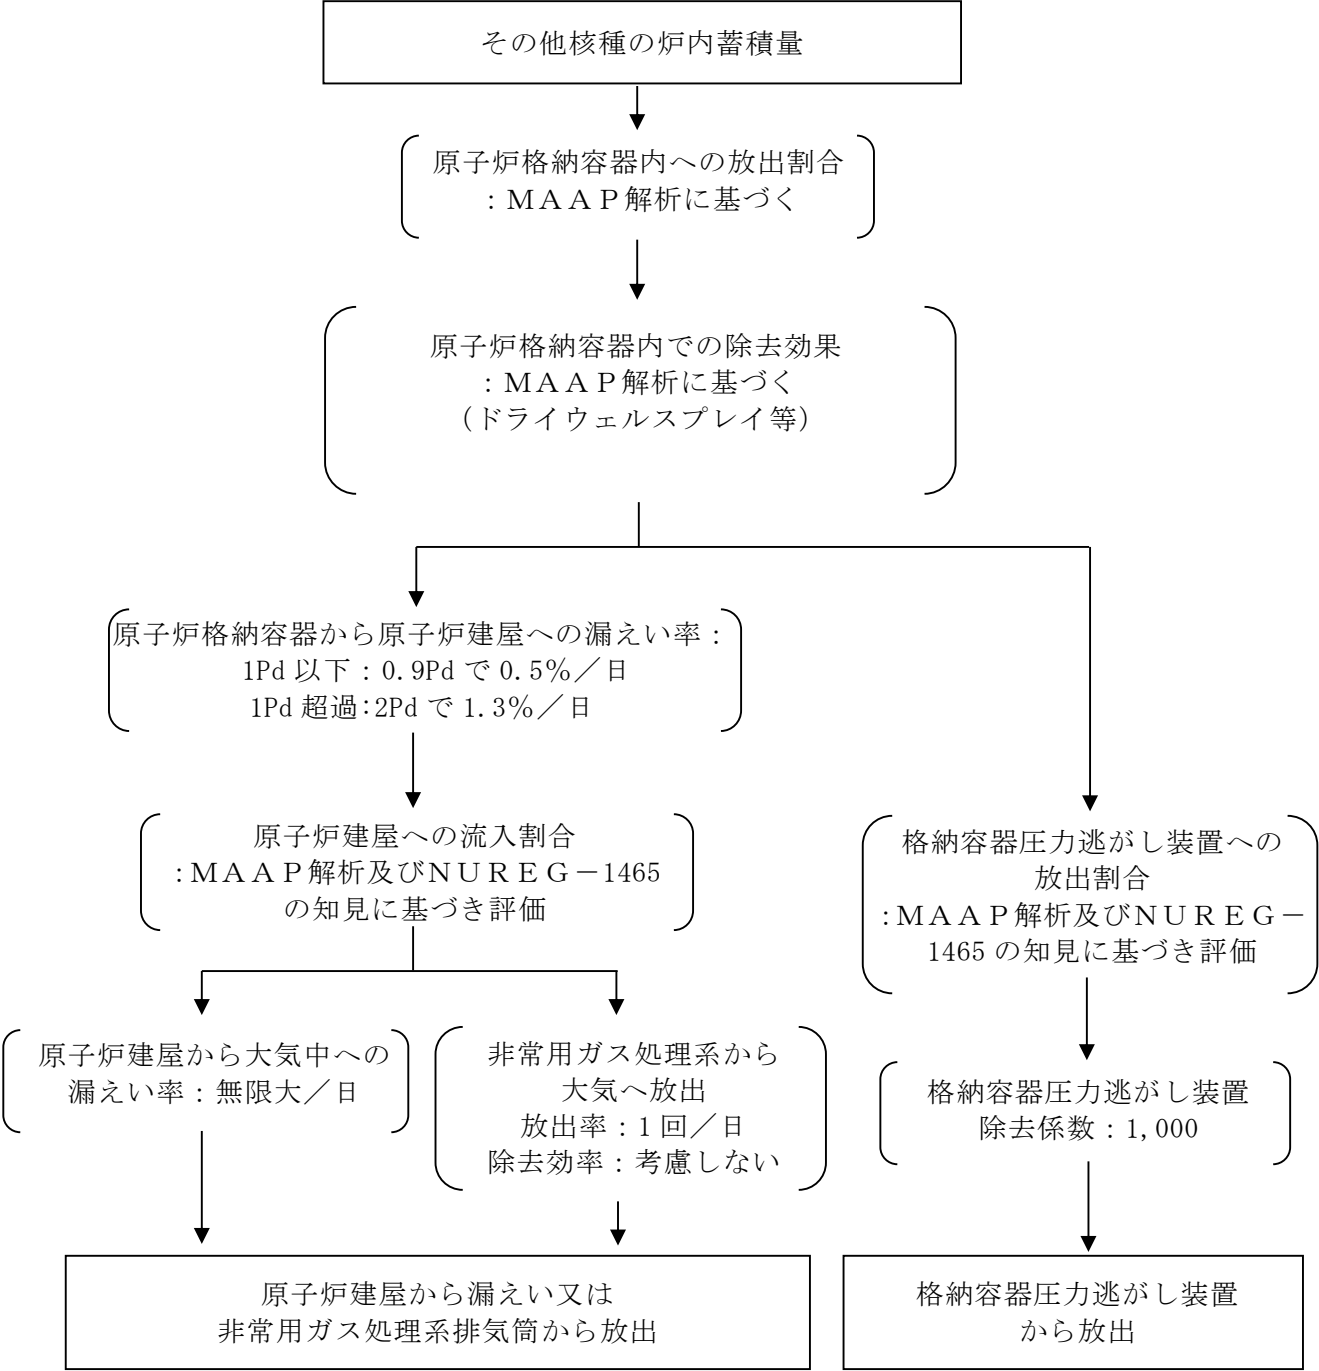 その他核種の炉内蓄積量
原子炉格納容器内への放出割合
：ＭＡＡＰ解析に基づく
原子炉格納容器内での除去効果
：ＭＡＡＰ解析に基づく
（ドライウェルスプレイ等）
原子炉格納容器から原子炉建屋への漏えい率：
1Pd 以下：0.9Pd で 0.5％／日
1Pd 超過：2Pd で 1.3％／日
原子炉建屋への流入割合
：ＭＡＡＰ解析及びＮＵＲＥＧ－1465
の知見に基づき評価
格納容器圧力逃がし装置への
放出割合
：ＭＡＡＰ解析及びＮＵＲＥＧ－
1465 の知見に基づき評価
原子炉建屋から大気中への
漏えい率：無限大／日
非常用ガス処理系から
大気へ放出
放出率：1 回／日
除去効率：考慮しない
格納容器圧力逃がし装置
除去係数：1,000
原子炉建屋から漏えい又は
非常用ガス処理系排気筒から放出
格納容器圧力逃がし装置
から放出